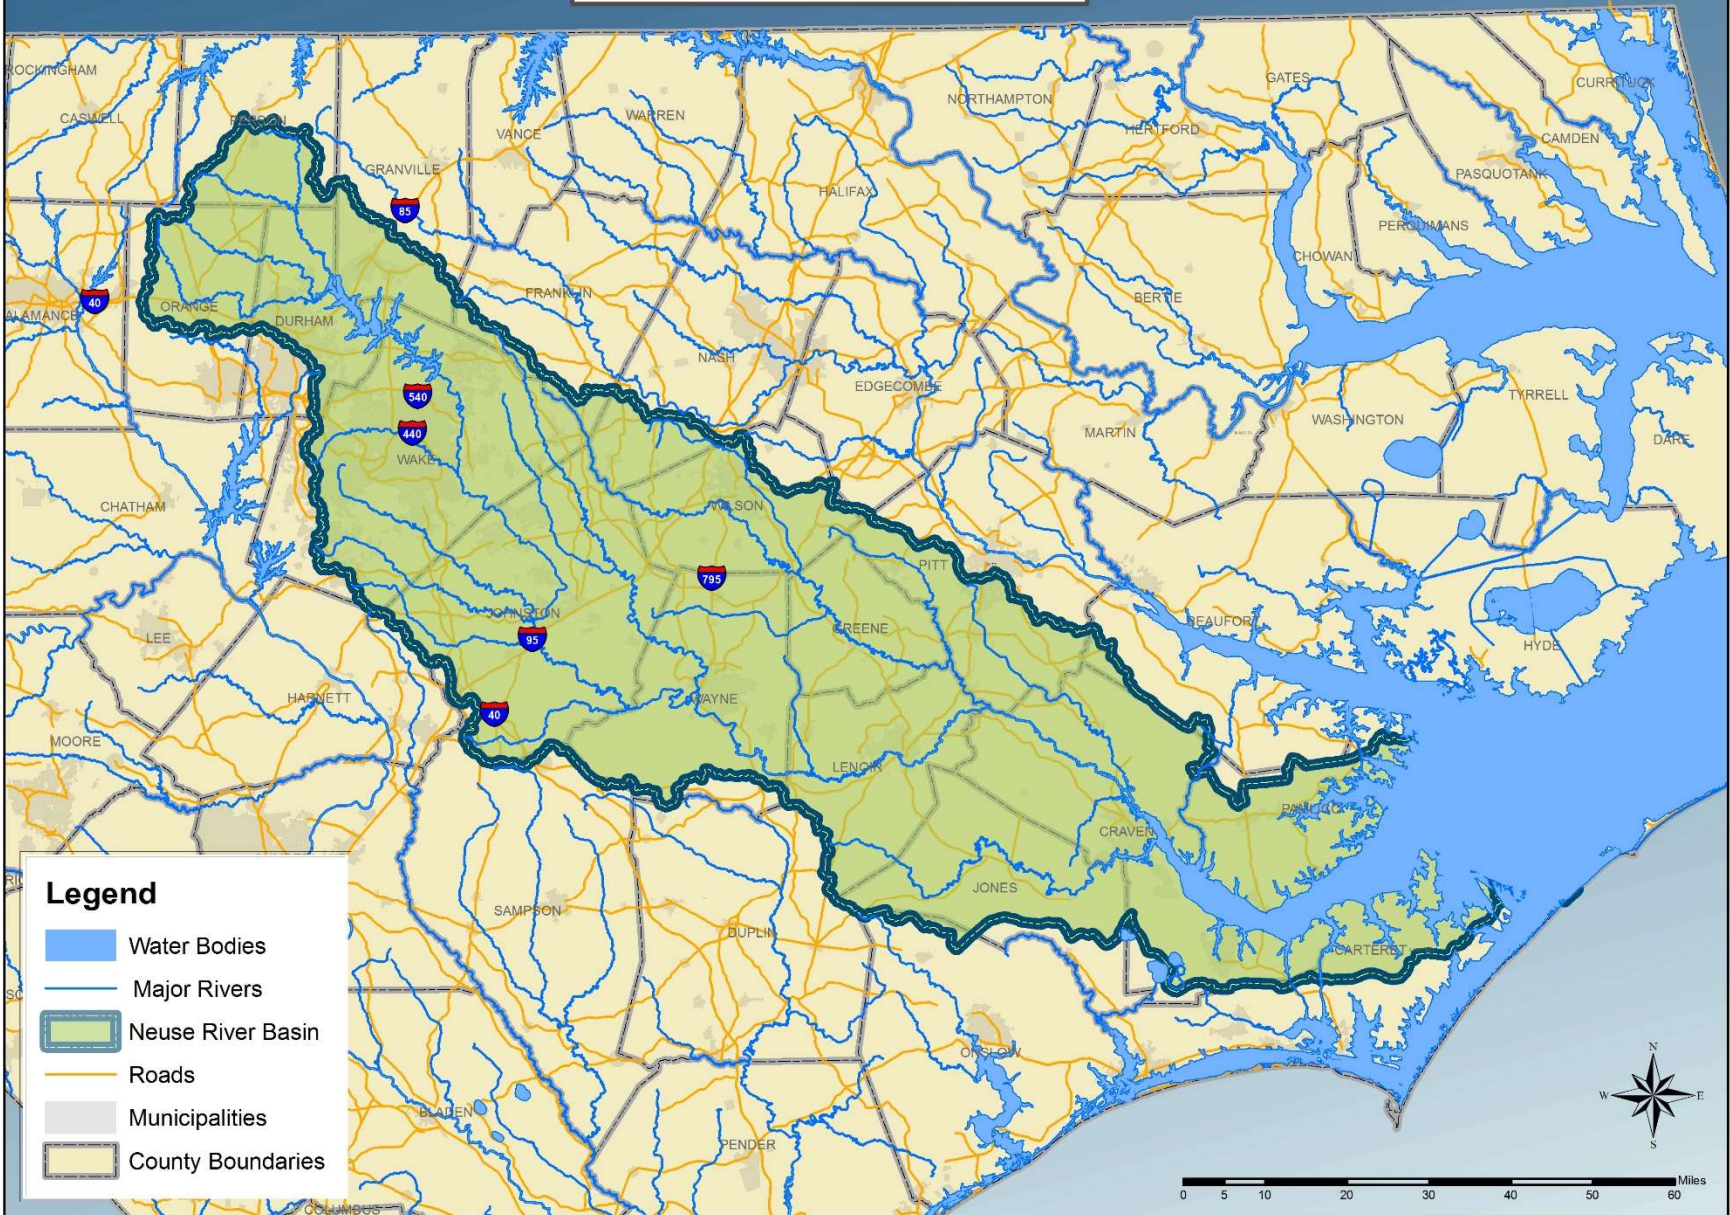 ROCKINGHAM
CASWELL
PERSON
GRANVILLE
VANCE
WARREN
NORTHAMPTON
GATES
CURRITUCK
HERTFORD
CAMDEN
PASQUOTANK
PERQUIMANS
HALIFAX
CHOWAN
BERTIE
85
40
ALAMANCE
ORANGE
DURHAM
FRANKLIN
NASH
EDGECOMBE
MARTIN
WASHINGTON
TYRRELL
DARE
540
440
WAKE
CHATHAM
WILSON
PITT
795
JOHNSTON
95
GREENE
BEAUFORT
HYDE
LEE
HARNETT
40
WAYNE
MOORE
LENOIR
PAMLICO
CRAVEN
JONES
SAMPSON
DUPLIN
CARTERET
ONSLOW
BLADEN
PENDER
COLUMBUS
Legend
Water Bodies
Major Rivers
Neuse River Basin
Roads
Municipalities
County Boundaries
N
W E
S
0 5 10 20 30 40 50 60 Miles